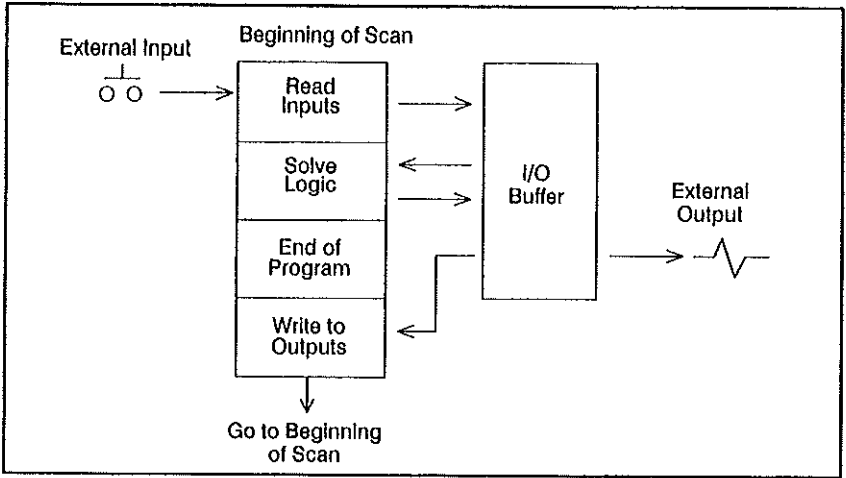 External Input
Beginning of Scan
Read
Inputs
Solve
Logic
End of
Program
Write to
Outputs
Go to Beginning
of Scan
I/O
Buffer
External
Output